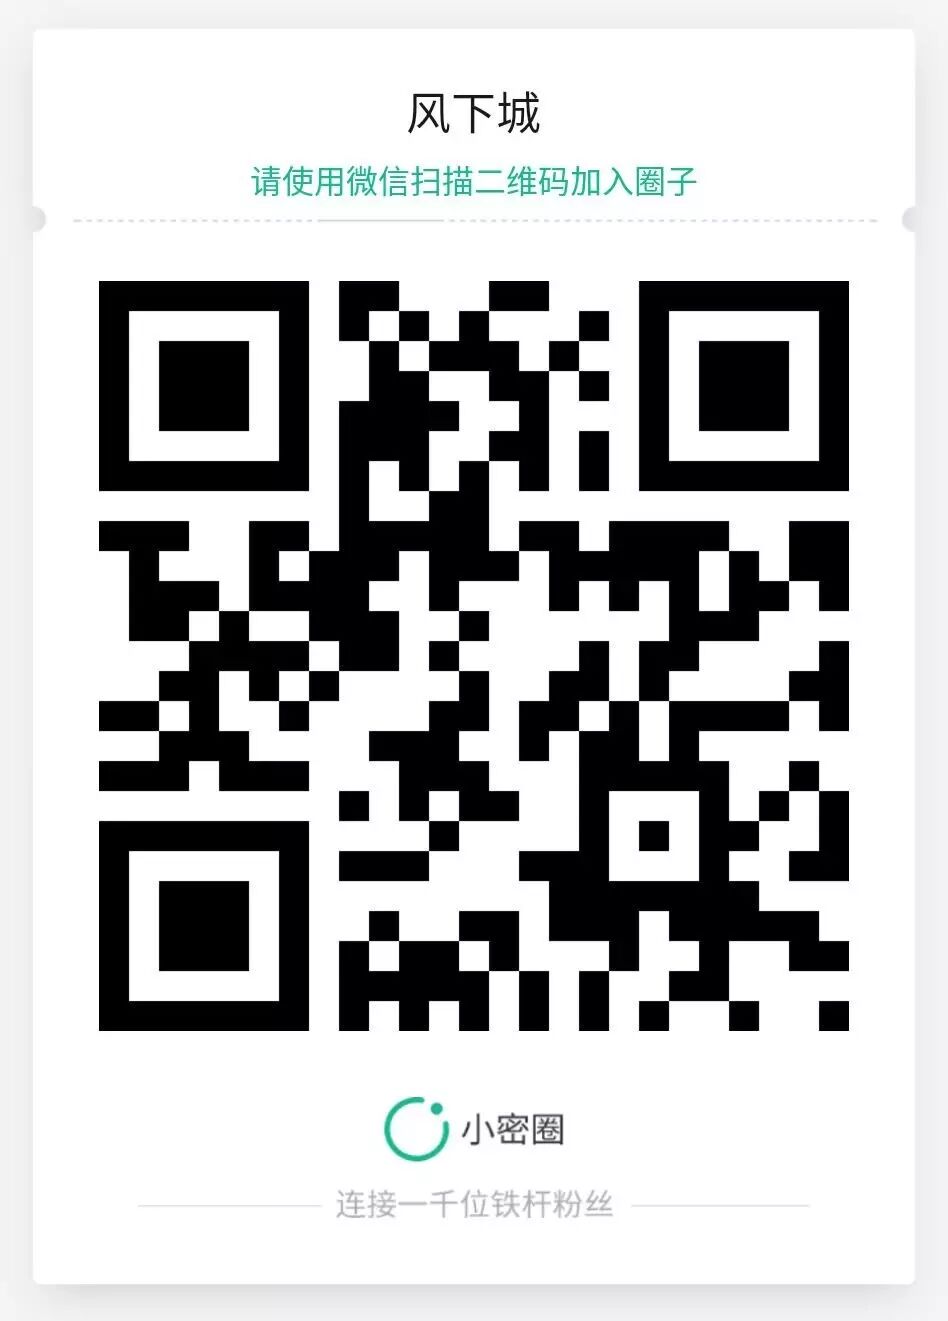 风下城
请使用微信扫描二维码加入圈子
小密圈
连接一千位铁杆粉丝